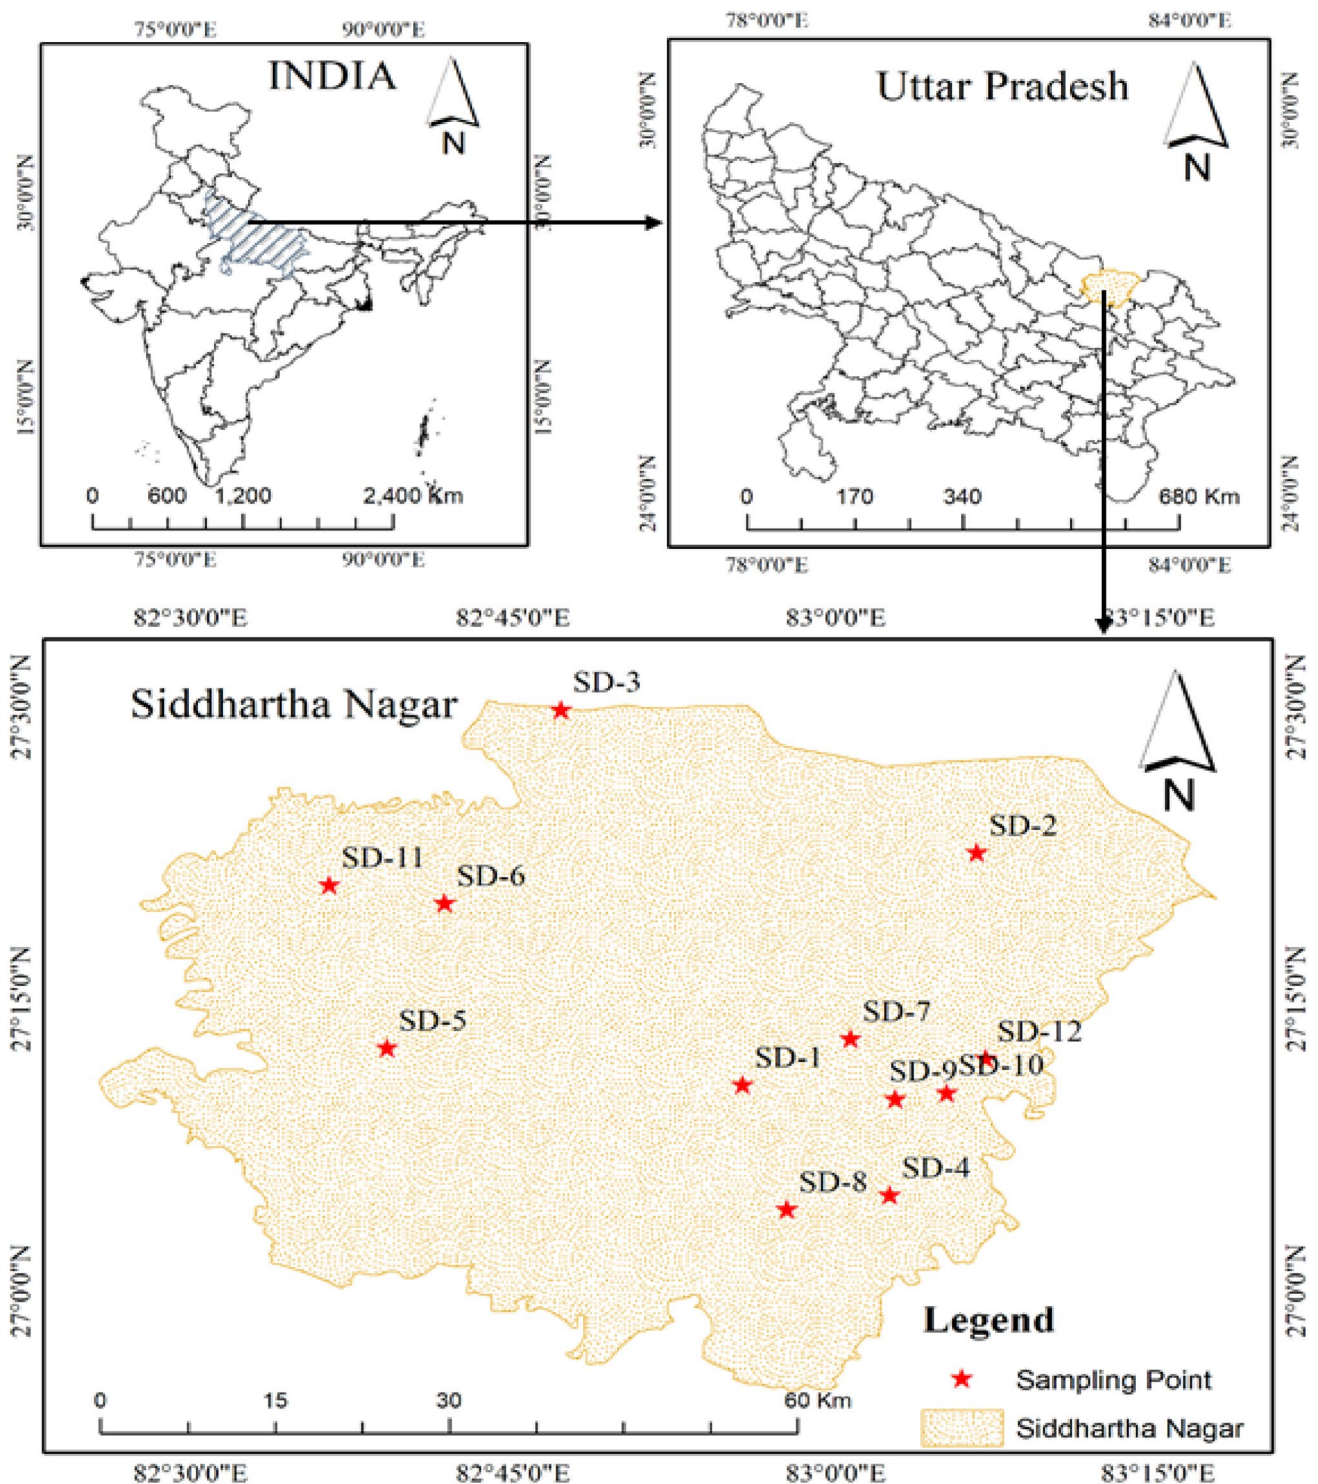 75°0'0"E 90°0'0"E
INDIA
N
30°0'0"N
30°0'0"N
15°0'0"N
15°0'0"N
0 600 1,200 2,400 Km
75°0'0"E 90°0'0"E
78°0'0"E 84°0'0"E
Uttar Pradesh
N
30°0'0"N
30°0'0"N
24°0'0"N
24°0'0"N
0 170 340 680 Km
78°0'0"E 84°0'0"E
82°30'0"E 82°45'0"E 83°0'0"E 83°15'0"E
Siddhartha Nagar
N
27°30'0"N
27°30'0"N
SD-3
SD-2
SD-11
SD-6
27°15'0"N
27°15'0"N
SD-5
SD-7
SD-12
SD-1
SD-9
SD-10
SD-4
SD-8
27°0'0"N
27°0'0"N
Legend
Sampling Point
Siddhartha Nagar
0 15 30 60 Km
82°30'0"E 82°45'0"E 83°0'0"E 83°15'0"E